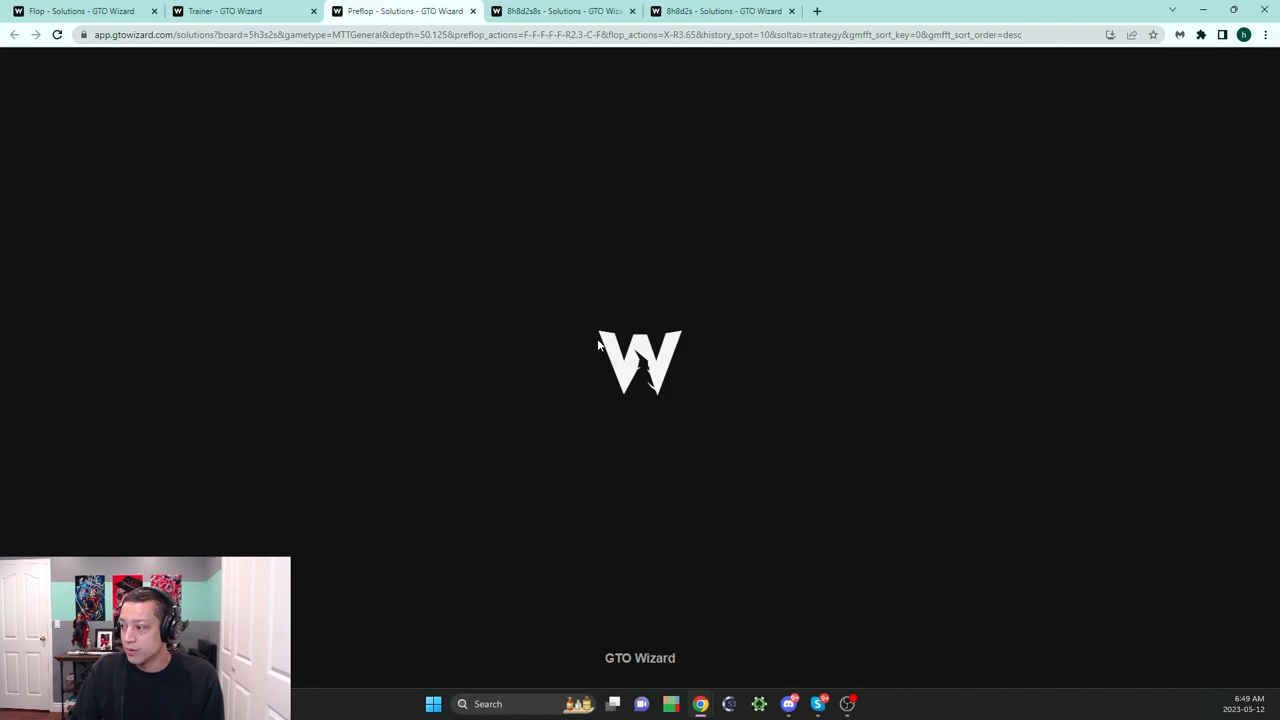 Flop - Solutions - GTO Wizard
Trainer - GTO Wizard
Preflop - Solutions - GTO Wizard
8h8d2s8s - Solutions - GTO Wiza
8h8d2s - Solutions - GTO Wizard
app.gtowizard.com/solutions?board=5h3s2s&gametype=MTTGeneral&depth=50.125&preflop_actions=F-F-F-F-F-R2.3-C-F&flop_actions=X-R3.65&history_spot=10&soltab=strategy&gmfft_sort_key=0&gmfft_sort_order=desc
h
W
GTO Wizard
Search
6:49 AM
2023-05-12